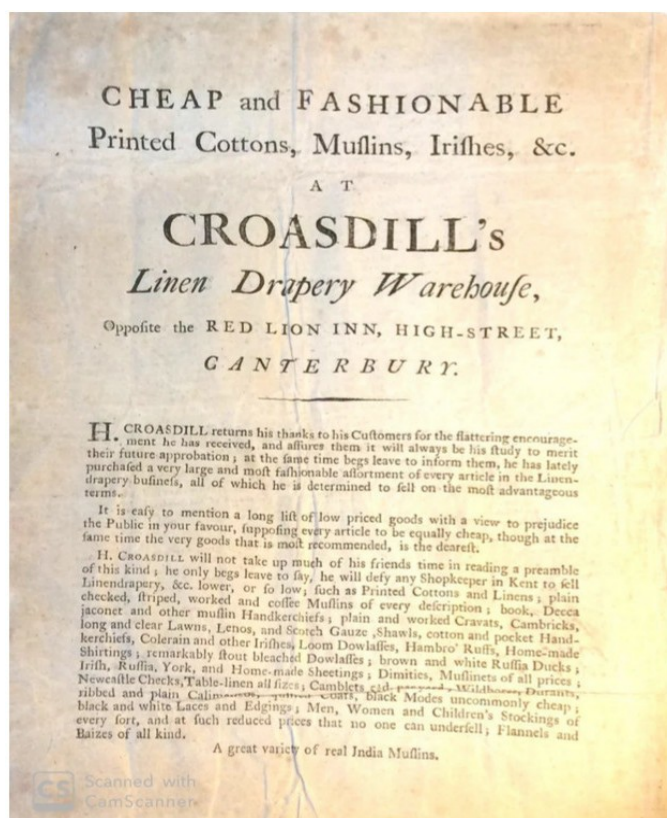 CHEAP and FASHIONABLE
Printed Cottons, Muſlins, Iriſhes, &c.
AT
CROASDILL's
Linen Drapery Warehouſe,
Oppoſite the RED LION INN, HIGH-STREET,
CANTERBURY.
H. CROASDILL returns his thanks to his Cuſtomers for the flattering encourage-
ment he has received, and aſſures them it will always be his ſtudy to merit
their future approbation; at the ſame time begs leave to inform them, he has lately
purchaſed a very large and moſt faſhionable aſſortment of every article in the Linen-
drapery buſineſs, all of which he is determined to ſell on the moſt advantageous
terms.
It is eaſy to mention a long liſt of low priced goods with a view to prejudice
the Public in your favour, ſuppoſing every article to be equally cheap, though at the
ſame time the very goods that is moſt recommended, is the deareſt.
H. CROASDILL will not take up much of his friends time in reading a preamble
of this kind; he only begs leave to ſay, he will defy any Shopkeeper in Kent to ſell
Linendrapery, &c. lower, or ſo low; ſuch as Printed Cottons and Linens; plain
checked, ſtriped, worked and coſſee Muſlins of every deſcription; book, Decca
jaconet and other muſlin Handkerchiefs; plain and worked Cravats, Cambricks,
long and clear Lawns, Lenos, and Scotch Gauze, Shawls, cotton and pocket Hand-
kerchiefs, Colerain and other Iriſhes, Loom Dowlaſſes, Hambro' Ruſſs, Home-made
Shirtings; remarkably ſtout bleached Dowlaſſes; brown and white Ruſſia Ducks;
Iriſh, Ruſſia, York, and Home-made Sheetings; Dimities, Muſlinets of all prices;
Newcaſtle Checks, Table-linen all ſizes; Camblets Durants,
ribbed and plain Coats, black Modes uncommonly cheap;
black and white Laces and Edgings; Men, Women and Children's Stockings of
every ſort, and at ſuch reduced prices that no one can underſell; Flannels and
Baizes of all kind.
A great variety of real India Muſlins.
CS Scanned with
CamScanner